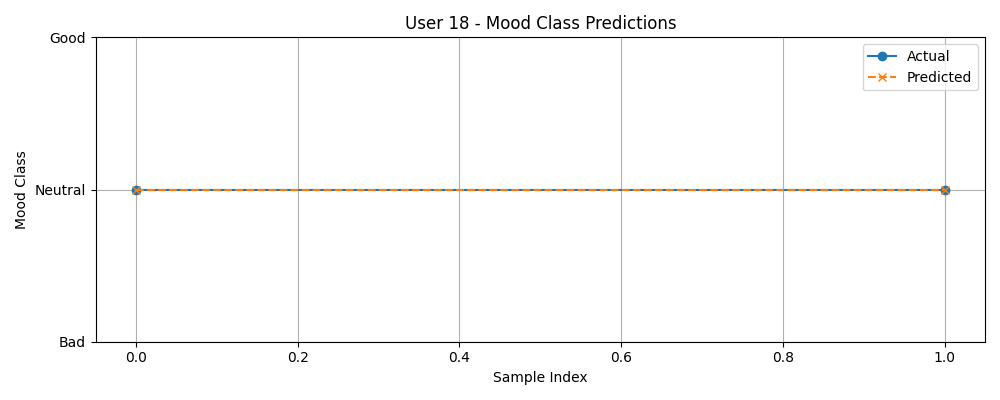 User 18 - Mood Class Predictions
Good
Neutral
Bad
Mood Class
Actual
Predicted
0.0 0.2 0.4 0.6 0.8 1.0
Sample Index